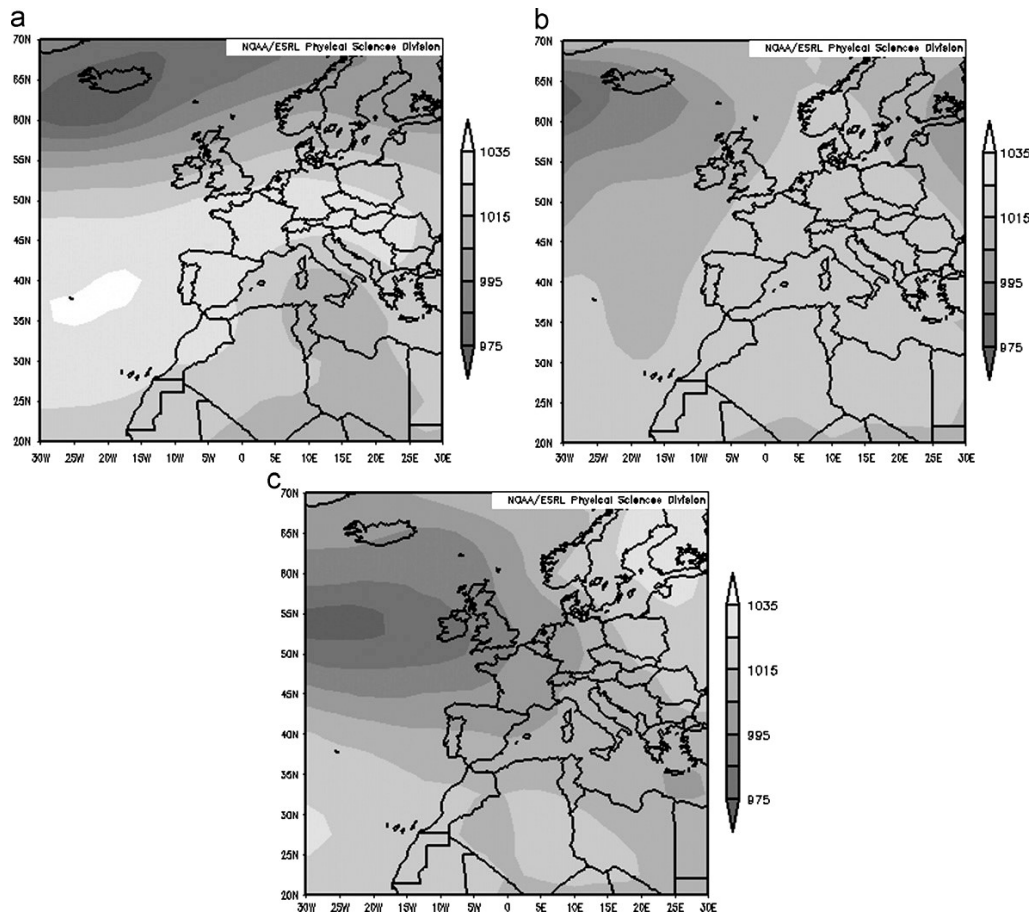 a
NOAA/ESRL Physical Sciences Division
70N
65N
60N
55N
50N
45N
40N
35N
30N
25N
20N
30W 25W 20W 15W 10W 5W 0 5E 10E 15E 20E 25E 30E
1035
1015
995
975
b
NOAA/ESRL Physical Sciences Division
70N
65N
60N
55N
50N
45N
40N
35N
30N
25N
20N
30W 25W 20W 15W 10W 5W 0 5E 10E 15E 20E 25E 30E
1035
1015
995
975
c
NOAA/ESRL Physical Sciences Division
70N
65N
60N
55N
50N
45N
40N
35N
30N
25N
20N
30W 25W 20W 15W 10W 5W 0 5E 10E 15E 20E 25E 30E
1035
1015
995
975